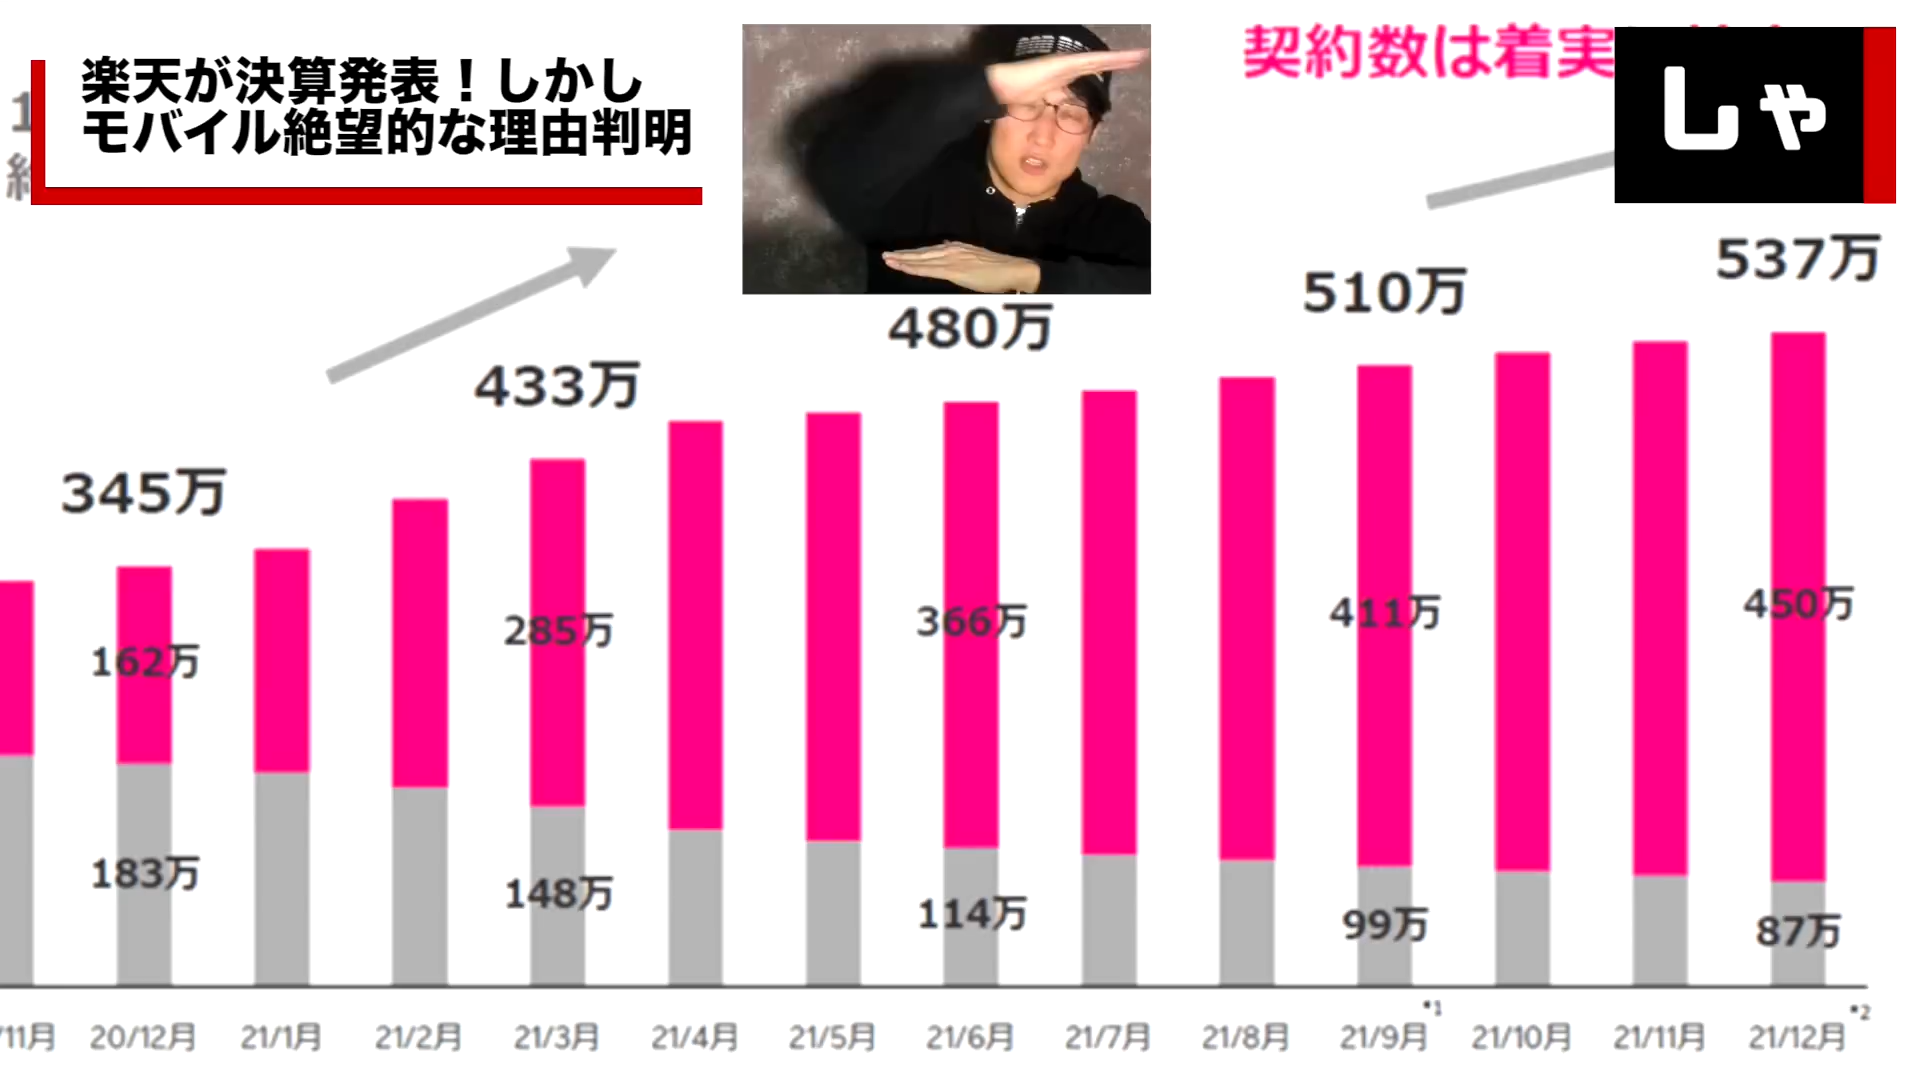 楽天が決算発表！しかし
モバイル絶望的な理由判明
契約数は着実
しゃ
345万
433万
480万
510万
537万
162万
285万
366万
411万
450万
183万
148万
114万
99万
87万
/11月
20/12月
21/1月
21/2月
21/3月
21/4月
21/5月
21/6月
21/7月
21/8月
21/9月 *1
21/10月
21/11月
21/12月 *2